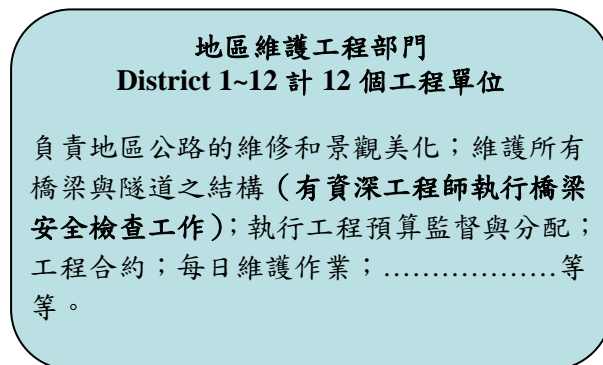 地區維護工程部門
District 1~12 計 12 個工程單位
負責地區公路的維修和景觀美化；維護所有
橋梁與隧道之結構（有資深工程師執行橋梁
安全檢查工作）；執行工程預算監督與分配；
工程合約；每日維護作業；………………等
等。